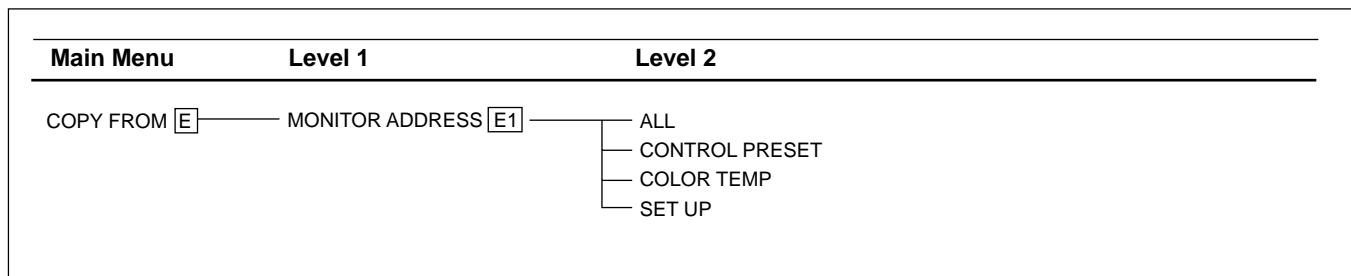 Main Menu Level 1 Level 2
COPY FROM E MONITOR ADDRESS E1 ALL
CONTROL PRESET
COLOR TEMP
SET UP